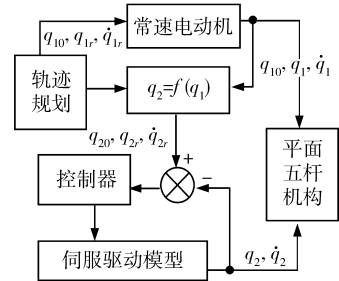 常速电动机
q₁₀, q₁ᵣ, q̇₁ᵣ
轨迹
规划
q₂=f(q₁)
q₁₀, q₁, q̇₁
q₂₀, q₂ᵣ, q̇₂ᵣ
+
−
平面
五杆
机构
控制器
伺服驱动模型
q₂, q̇₂